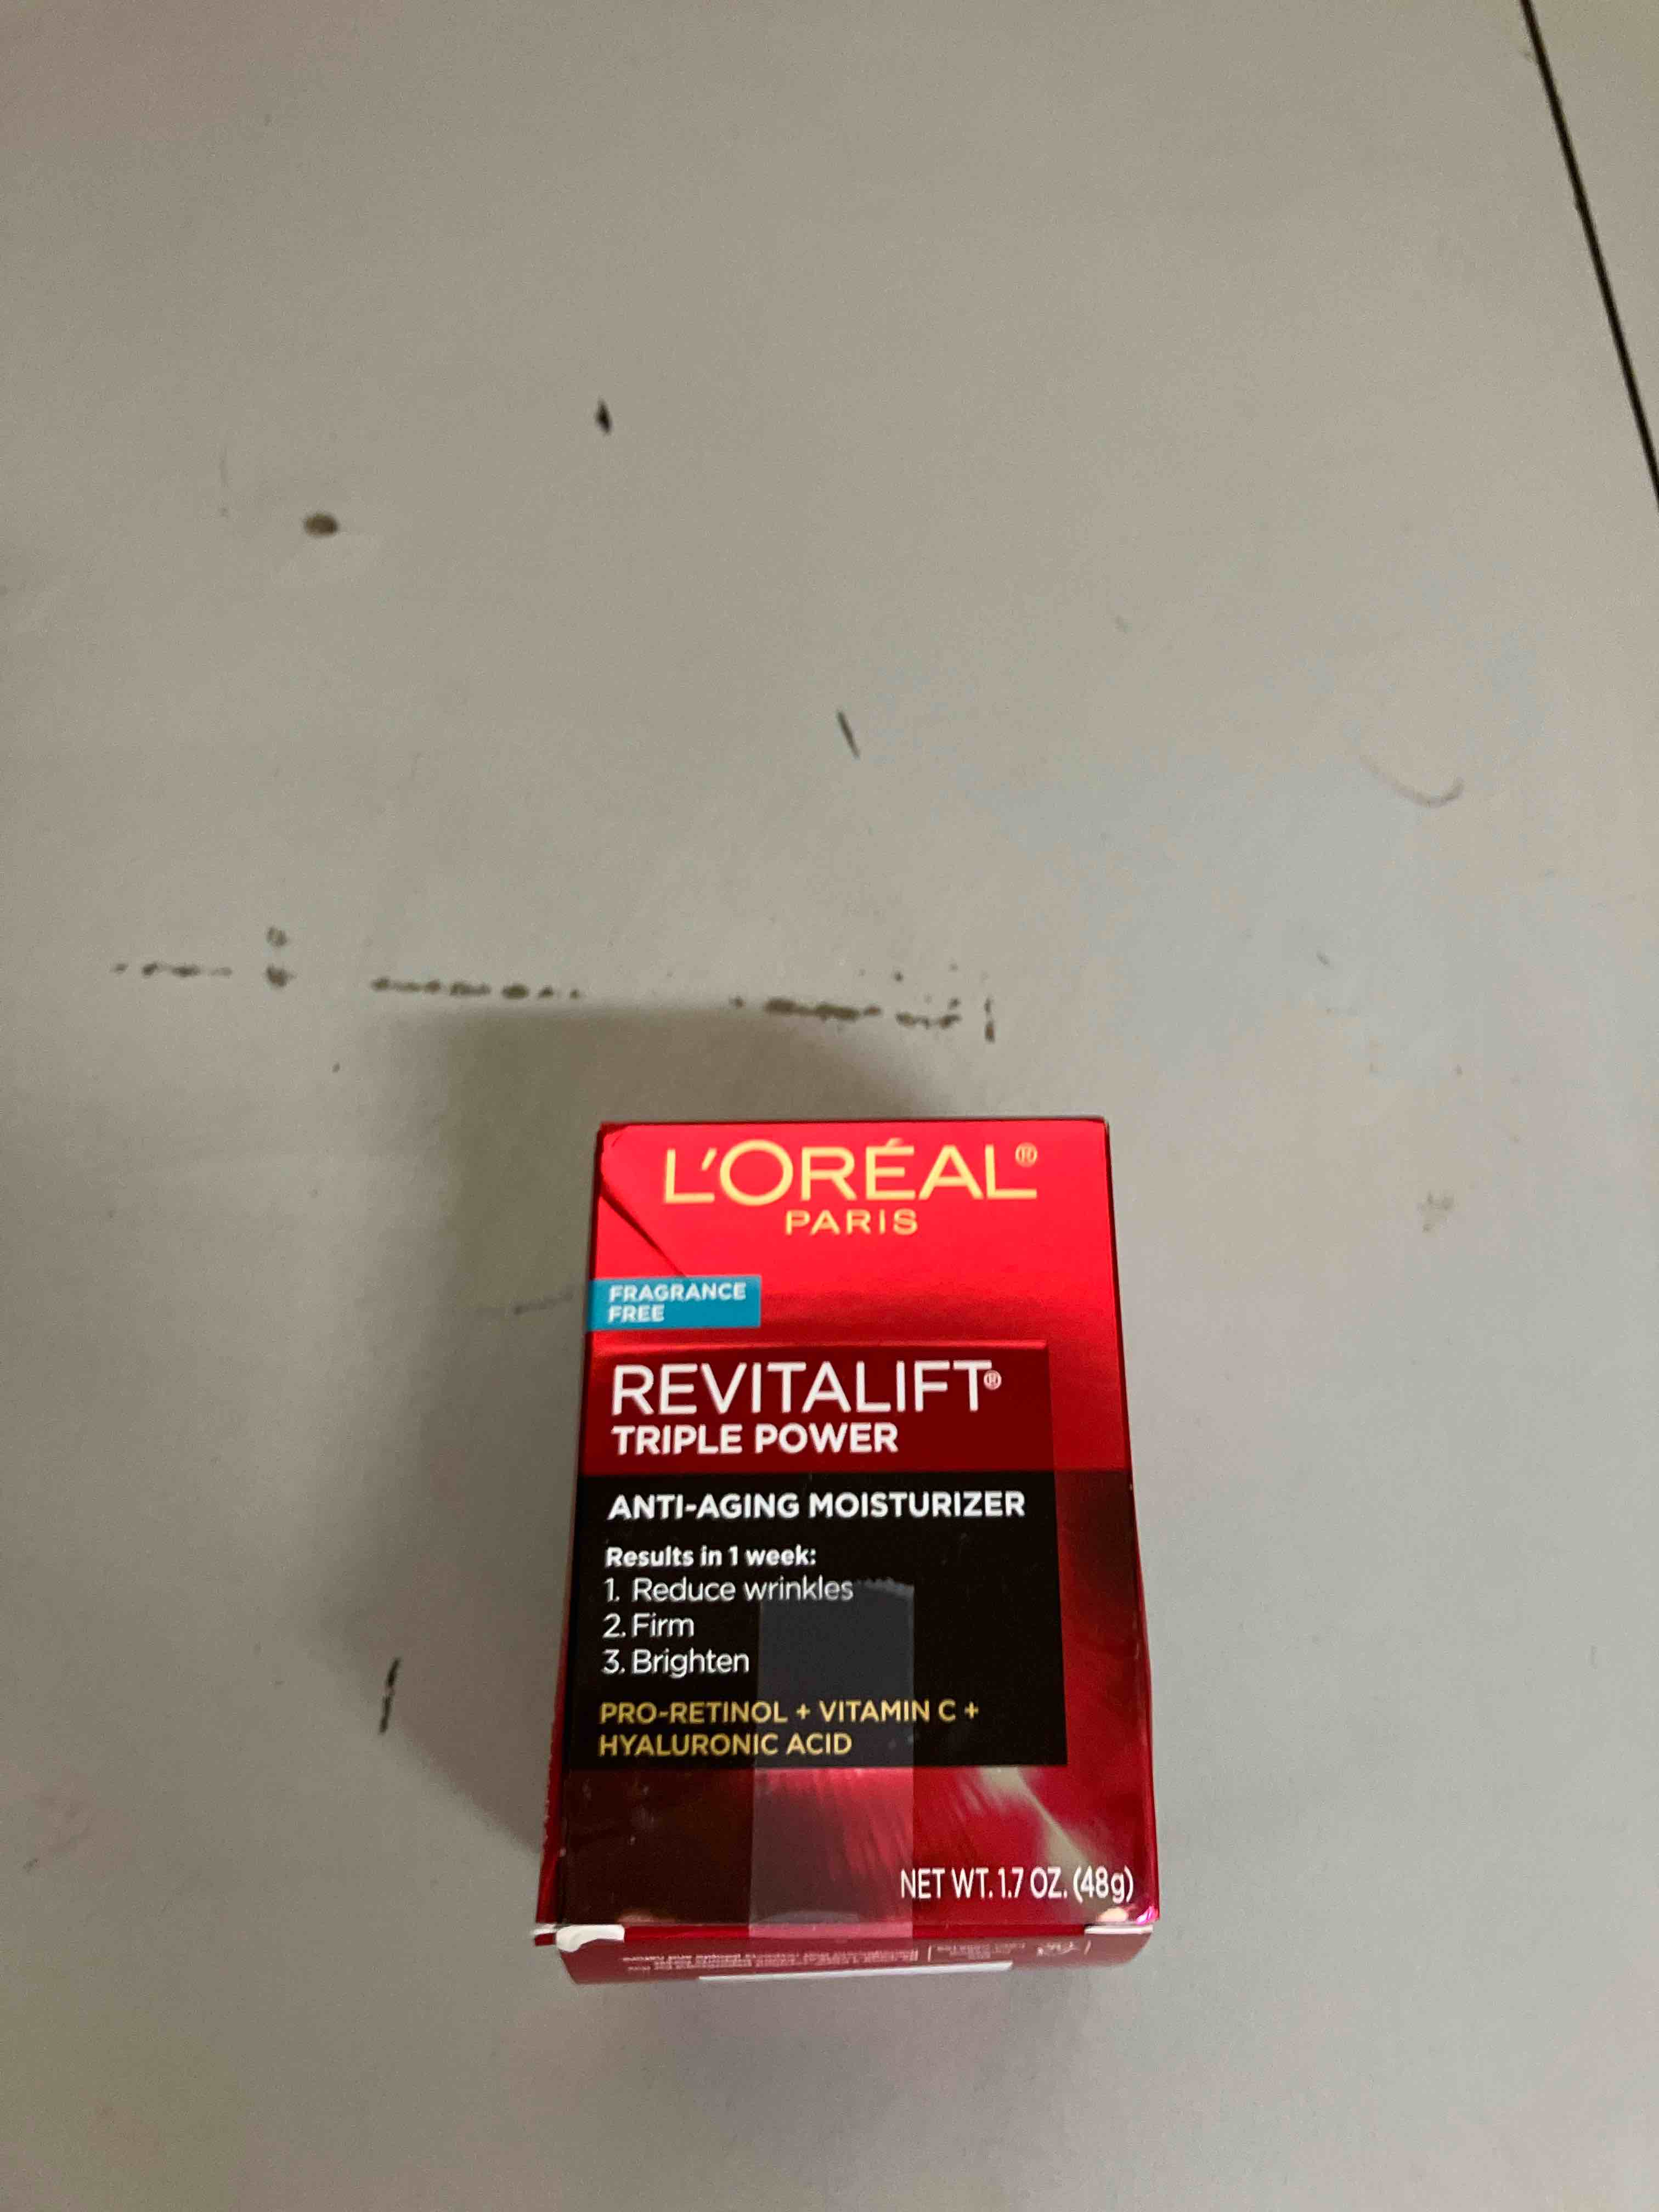 L'ORÉAL®
PARIS
FRAGRANCE
FREE
REVITALIFT®
TRIPLE POWER
ANTI-AGING MOISTURIZER
Results in 1 week:
1. Reduce wrinkles
2. Firm
3. Brighten
PRO-RETINOL + VITAMIN C +
HYALURONIC ACID
NET WT. 1.7 OZ. (48g)